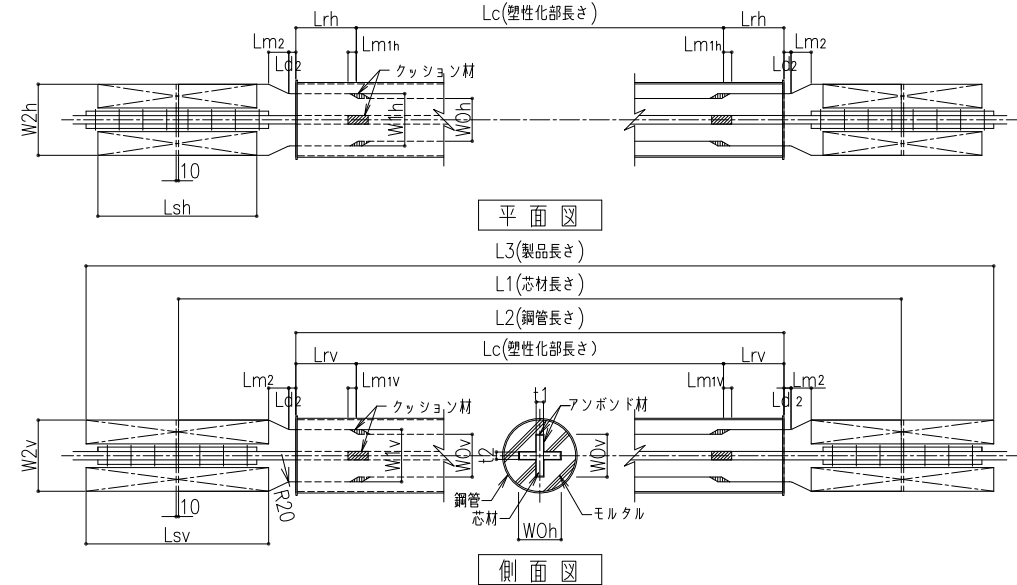 Lc(塑性化部長さ)
Lrh
Lrh
Lm2
Lm1h
Lm1h
Lm2
Ld2
Ld2
クッション材
W2h
W1h
W0h
10
Lsh
平面図
L3(製品長さ)
L1(芯材長さ)
L2(鋼管長さ)
Lc(塑性化部長さ)
Lrv
Lrv
Lm2
Lm1v
Lm1v
Lm2
Ld2
Ld2
クッション材
t1
アンボンド材
W2v
W1v
W0v
t2
W0v
R20
10
Lsv
鋼管
芯材
W0h
モルタル
側面図